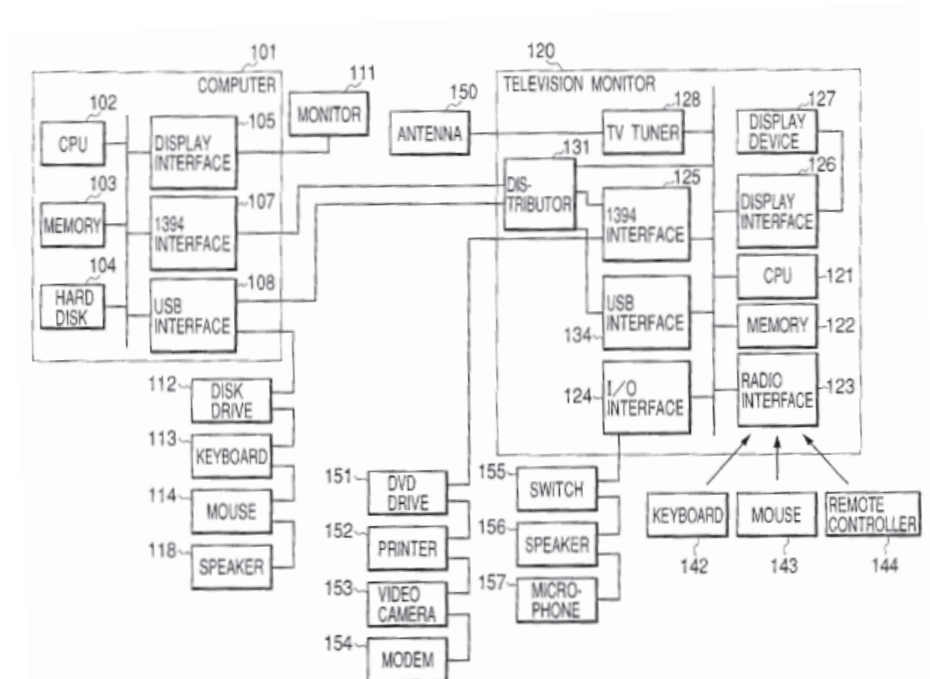 101
COMPUTER
102
CPU
103
MEMORY
104
HARD
DISK
105
DISPLAY
INTERFACE
107
1394
INTERFACE
108
USB
INTERFACE
111
MONITOR
112
DISK
DRIVE
113
KEYBOARD
114
MOUSE
118
SPEAKER
150
ANTENNA
120
TELEVISION MONITOR
128
TV TUNER
127
DISPLAY
DEVICE
131
DIS-
TRIBUTOR
125
1394
INTERFACE
126
DISPLAY
INTERFACE
CPU
121
USB
INTERFACE
134
MEMORY
122
124
I/O
INTERFACE
RADIO
INTERFACE
123
151
DVD
DRIVE
152
PRINTER
153
VIDEO
CAMERA
154
MODEM
155
SWITCH
156
SPEAKER
157
MICRO-
PHONE
KEYBOARD
142
MOUSE
143
REMOTE
CONTROLLER
144